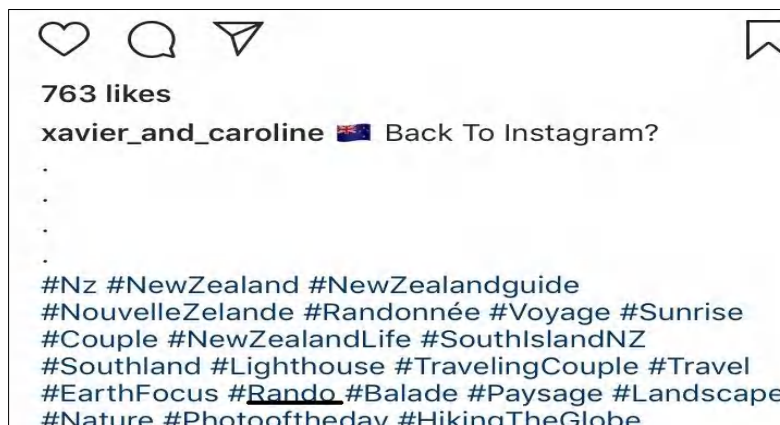 763 likes
xavier_and_caroline 🇳🇿 Back To Instagram?
.
.
.
.
#Nz #NewZealand #NewZealandguide
#NouvelleZelande #Randonnée #Voyage #Sunrise
#Couple #NewZealandLife #SouthIslandNZ
#Southland #Lighthouse #TravelingCouple #Travel
#EarthFocus #Rando #Balade #Paysage #Landscape
#Nature #Photooftheday #HikingTheGlobe